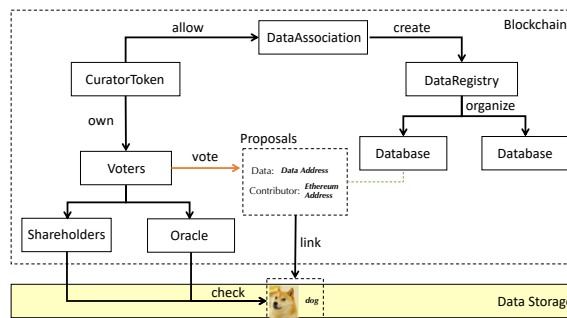 Blockchain
allow
DataAssociation
create
CuratorToken
DataRegistry
own
organize
Proposals
Voters
vote
Data: Data Address
Contributor: Ethereum
Address
Database
Database
Shareholders
Oracle
link
check
dog
Data Storage